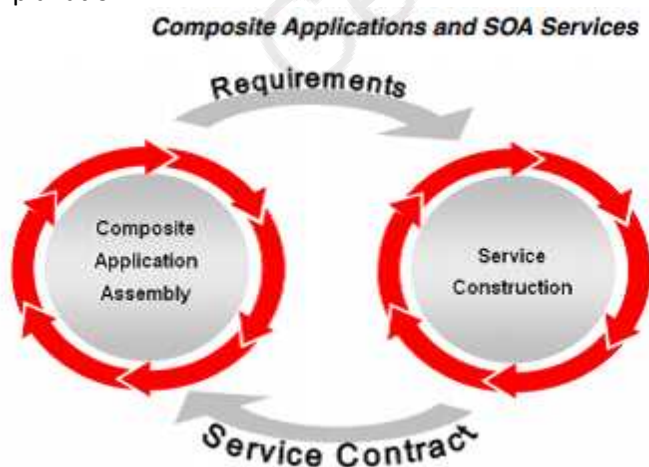 Composite Applications and SOA Services
Requirements
Composite
Application
Assembly
Service
Construction
Service Contract